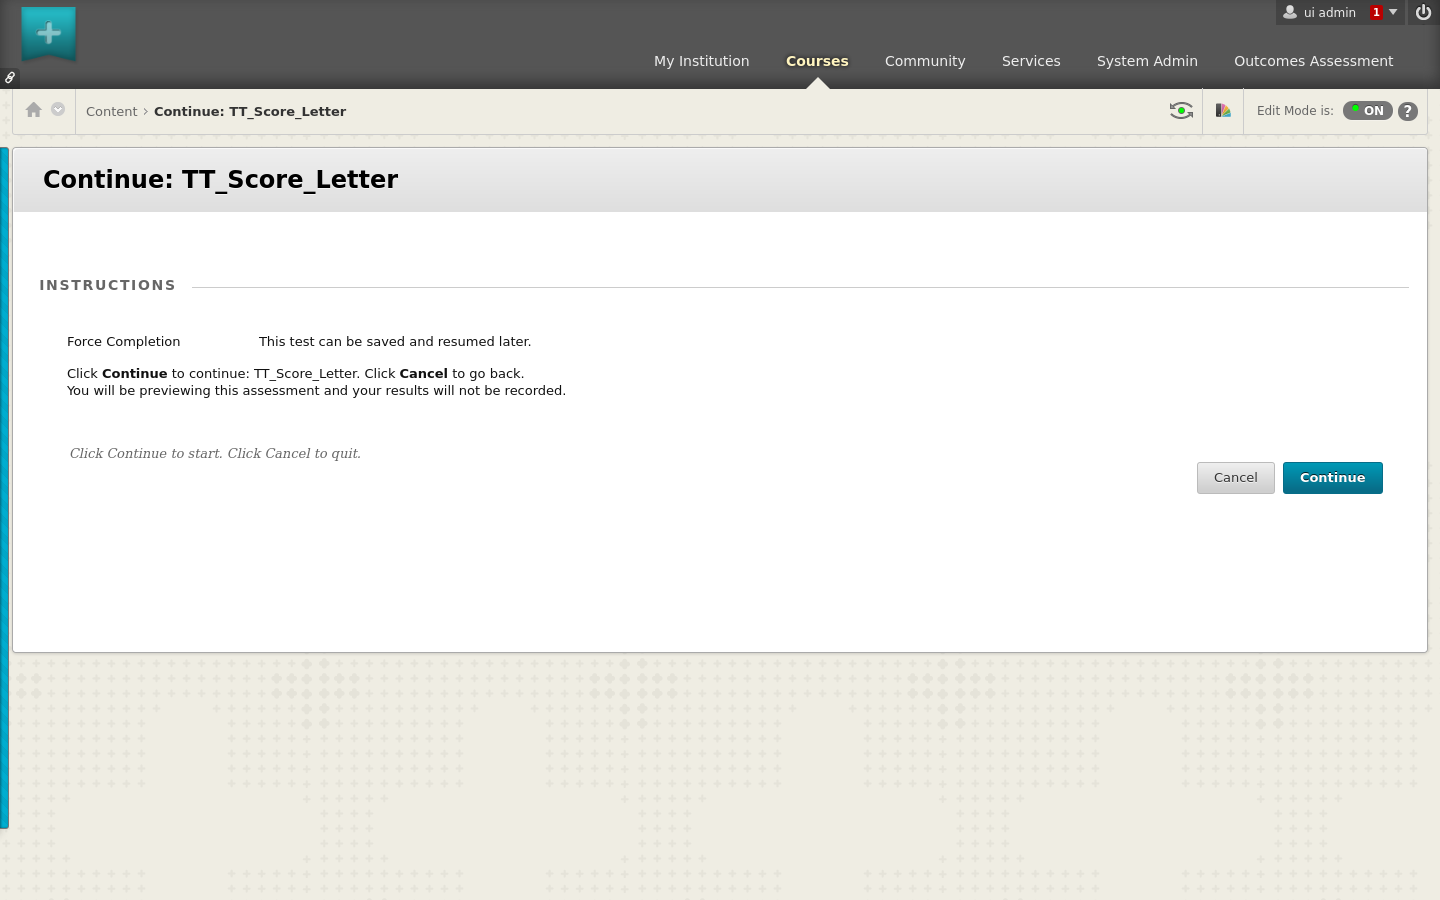 ui admin 1
My Institution Courses Community Services System Admin Outcomes Assessment
Content › Continue: TT_Score_Letter
Edit Mode is: ON ?
Continue: TT_Score_Letter
INSTRUCTIONS
Force Completion This test can be saved and resumed later.
Click Continue to continue: TT_Score_Letter. Click Cancel to go back.
You will be previewing this assessment and your results will not be recorded.
Click Continue to start. Click Cancel to quit.
Cancel Continue